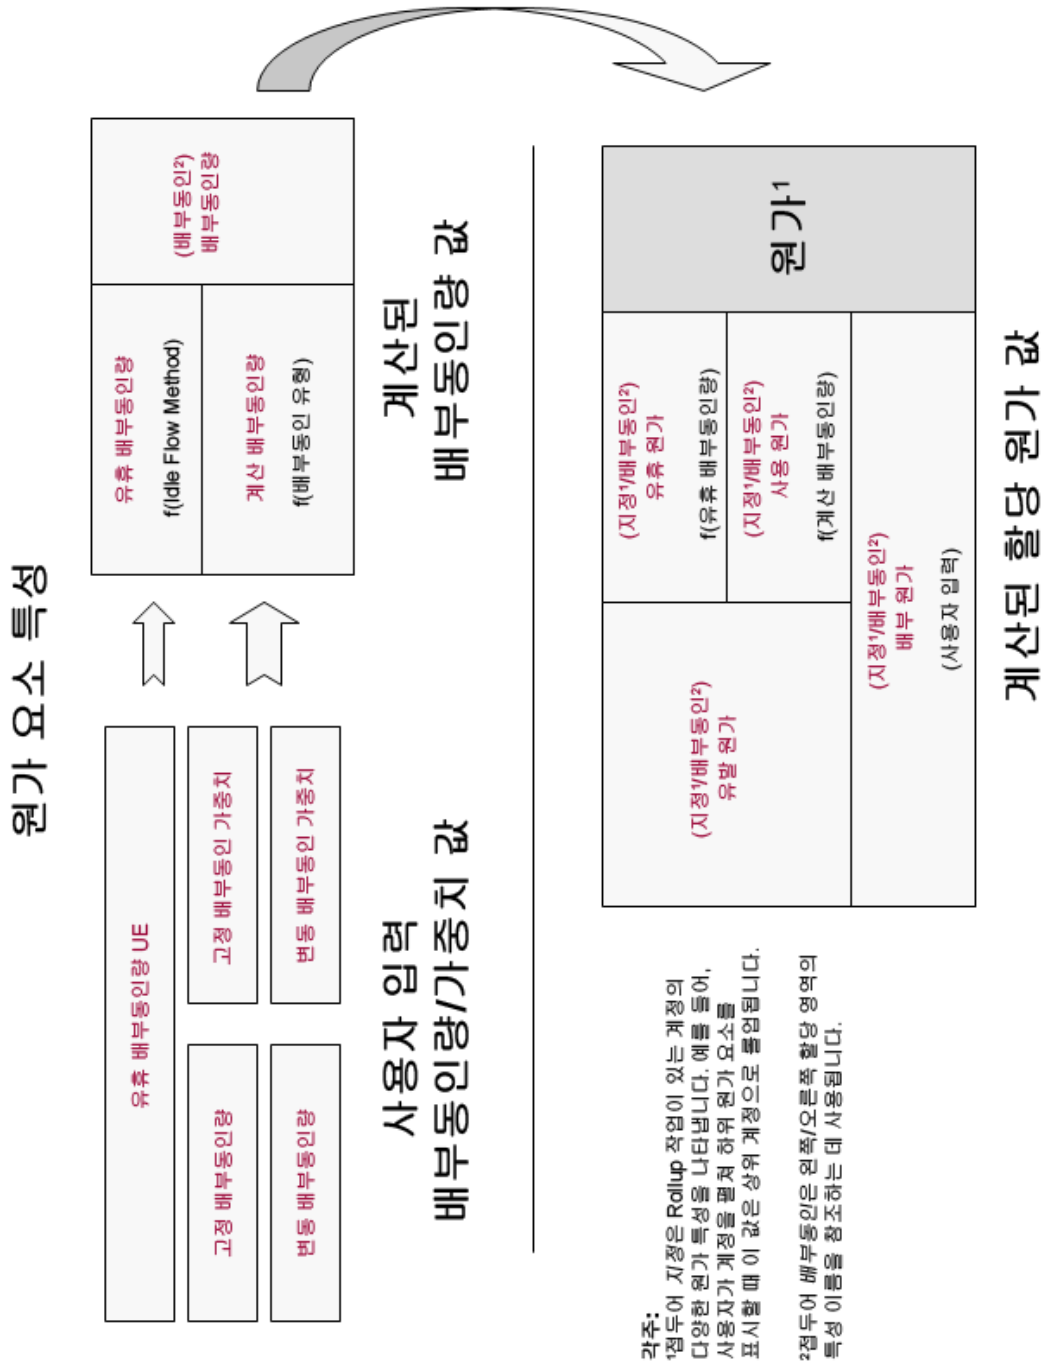 원가 요소 특성
유휴 배부동인량 UE
고정 배부동인량
고정 배부동인 가중치
변동 배부동인량
변동 배부동인 가중치
사용자 입력
배부동인량/가중치 값
유휴 배부동인량
f(Idle Flow Method)
계산 배부동인량
f(배부동인 유형)
(배부동인²)
배부동인량
계산된
배부동인량 값
(지정¹/배부동인²)
유발 원가
(지정¹/배부동인²)
유휴 원가
f(유휴 배부동인량)
(지정¹/배부동인²)
사용 원가
f(계산 배부동인량)
(지정¹/배부동인²)
배부 원가
(사용자 입력)
원가¹
계산된 할당 원가 값
각주:
¹접두어 지정은 Rollup 작업이 있는 계정의
다양한 원가 특성을 나타냅니다. 예를 들어,
사용자가 계정을 펼쳐 하위 원가 요소를
표시할 때 이 값은 상위 계정으로 롤업됩니다.
²접두어 배부동인은 왼쪽/오른쪽 할당 영역의
특성 이름을 참조하는 데 사용됩니다.